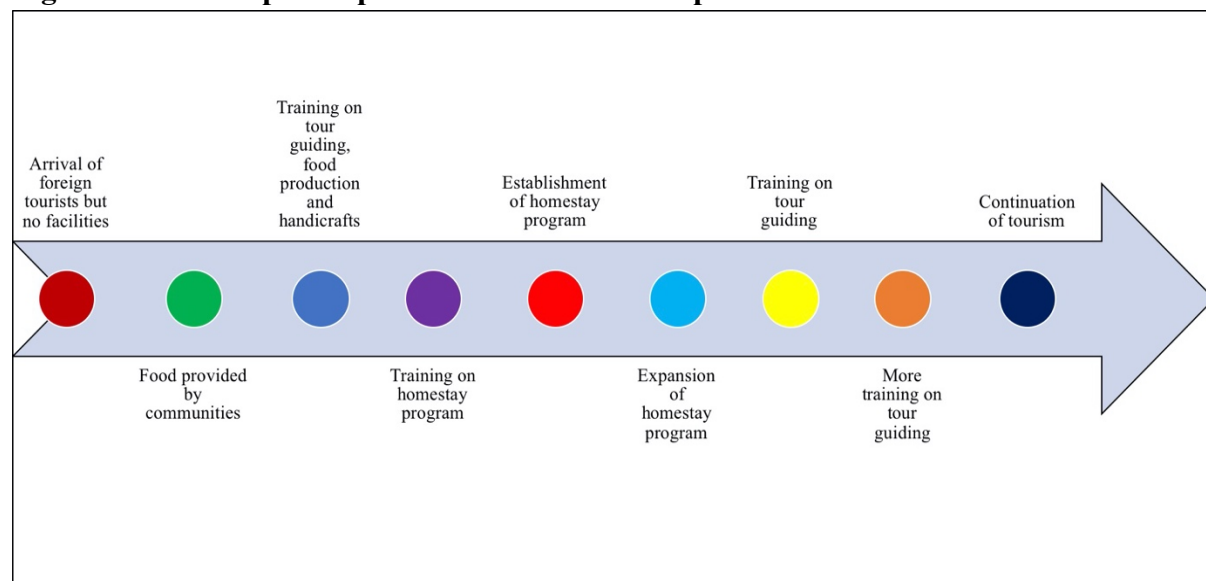 Arrival of
foreign
tourists but
no facilities
Food provided
by
communities
Training on
tour
guiding,
food
production
and
handicrafts
Training on
homestay
program
Establishment
of homestay
program
Expansion
of
homestay
program
Training on
tour
guiding
More
training on
tour
guiding
Continuation
of tourism